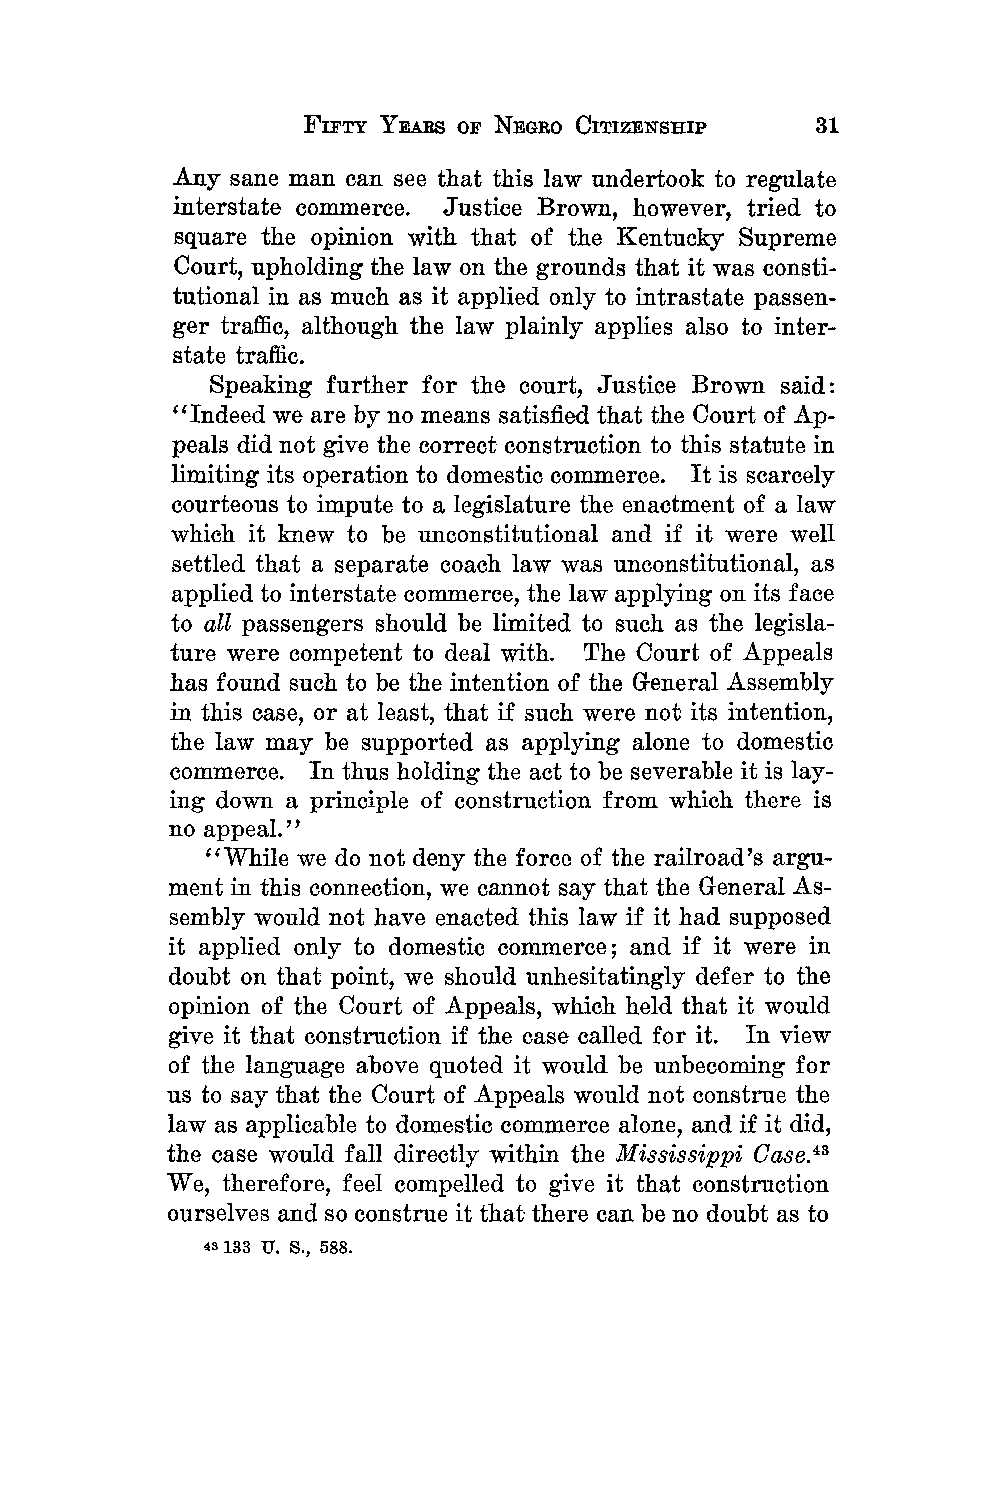 Fifty Years of Negro Citizenship 31
Any sane man can see that this law undertook to regulate
interstate commerce. Justice Brown, however, tried to
square the opinion with that of the Kentucky Supreme
Court, upholding the law on the grounds that it was consti-
tutional in as much as it applied only to intrastate passen-
ger traffic, although the law plainly applies also to inter-
state traffic.
Speaking further for the court, Justice Brown said:
“Indeed we are by no means satisfied that the Court of Ap-
peals did not give the correct construction to this statute in
limiting its operation to domestic commerce. It is scarcely
courteous to impute to a legislature the enactment of a law
which it knew to be unconstitutional and if it were well
settled that a separate coach law was unconstitutional, as
applied to interstate commerce, the law applying on its face
to all passengers should be limited to such as the legisla-
ture were competent to deal with. The Court of Appeals
has found such to be the intention of the General Assembly
in this case, or at least, that if such were not its intention,
the law may be supported as applying alone to domestic
commerce. In thus holding the act to be severable it is lay-
ing down a principle of construction from which there is
no appeal.”
“While we do not deny the force of the railroad's argu-
ment in this connection, we cannot say that the General As-
sembly would not have enacted this law if it had supposed
it applied only to domestic commerce; and if it were in
doubt on that point, we should unhesitatingly defer to the
opinion of the Court of Appeals, which held that it would
give it that construction if the case called for it. In view
of the language above quoted it would be unbecoming for
us to say that the Court of Appeals would not construe the
law as applicable to domestic commerce alone, and if it did,
the case would fall directly within the Mississippi Case.⁴³
We, therefore, feel compelled to give it that construction
ourselves and so construe it that there can be no doubt as to
⁴³ 133 U. S., 588.